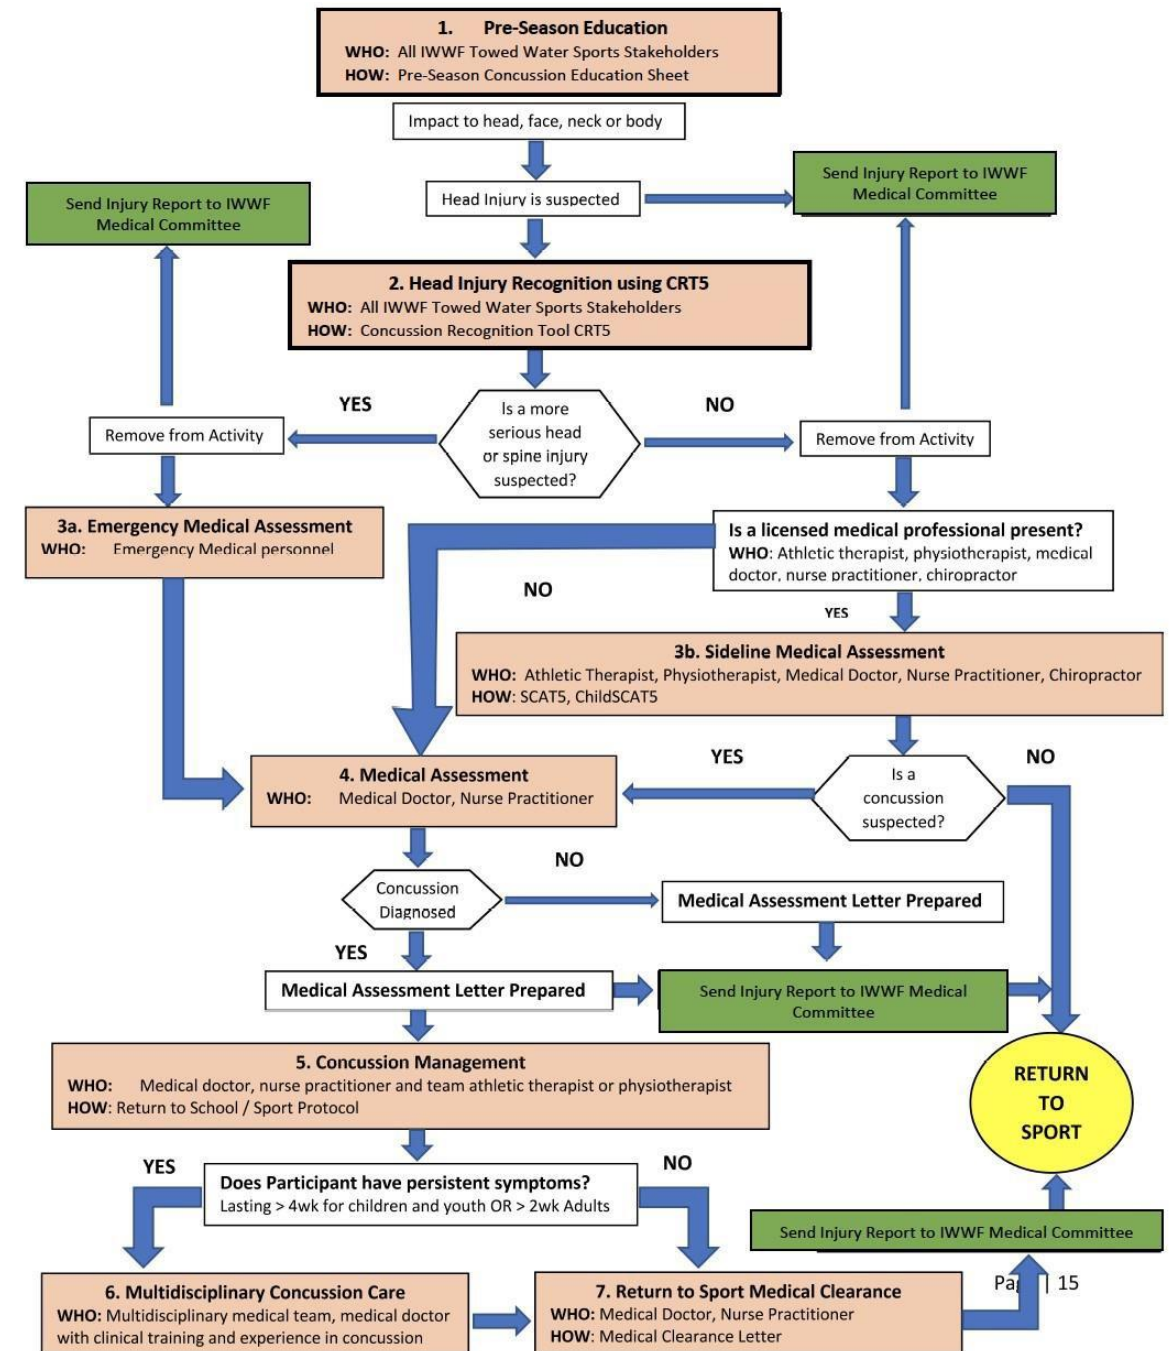 1. Pre-Season Education
WHO: All IWWF Towed Water Sports Stakeholders
HOW: Pre-Season Concussion Education Sheet
Impact to head, face, neck or body
Head Injury is suspected
Send Injury Report to IWWF
Medical Committee
Send Injury Report to IWWF
Medical Committee
2. Head Injury Recognition using CRT5
WHO: All IWWF Towed Water Sports Stakeholders
HOW: Concussion Recognition Tool CRT5
YES
Is a more
serious head
or spine injury
suspected?
NO
Remove from Activity
Remove from Activity
3a. Emergency Medical Assessment
WHO: Emergency Medical personnel
Is a licensed medical professional present?
WHO: Athletic therapist, physiotherapist, medical
doctor, nurse practitioner, chiropractor
NO
YES
3b. Sideline Medical Assessment
WHO: Athletic Therapist, Physiotherapist, Medical Doctor, Nurse Practitioner, Chiropractor
HOW: SCAT5, ChildSCAT5
YES
Is a
concussion
suspected?
NO
4. Medical Assessment
WHO: Medical Doctor, Nurse Practitioner
NO
Concussion
Diagnosed
Medical Assessment Letter Prepared
YES
Medical Assessment Letter Prepared
Send Injury Report to IWWF Medical
Committee
5. Concussion Management
WHO: Medical doctor, nurse practitioner and team athletic therapist or physiotherapist
HOW: Return to School / Sport Protocol
RETURN
TO
SPORT
YES
Does Participant have persistent symptoms?
Lasting > 4wk for children and youth OR > 2wk Adults
NO
Send Injury Report to IWWF Medical Committee
6. Multidisciplinary Concussion Care
WHO: Multidisciplinary medical team, medical doctor
with clinical training and experience in concussion
7. Return to Sport Medical Clearance
WHO: Medical Doctor, Nurse Practitioner
HOW: Medical Clearance Letter
| 15